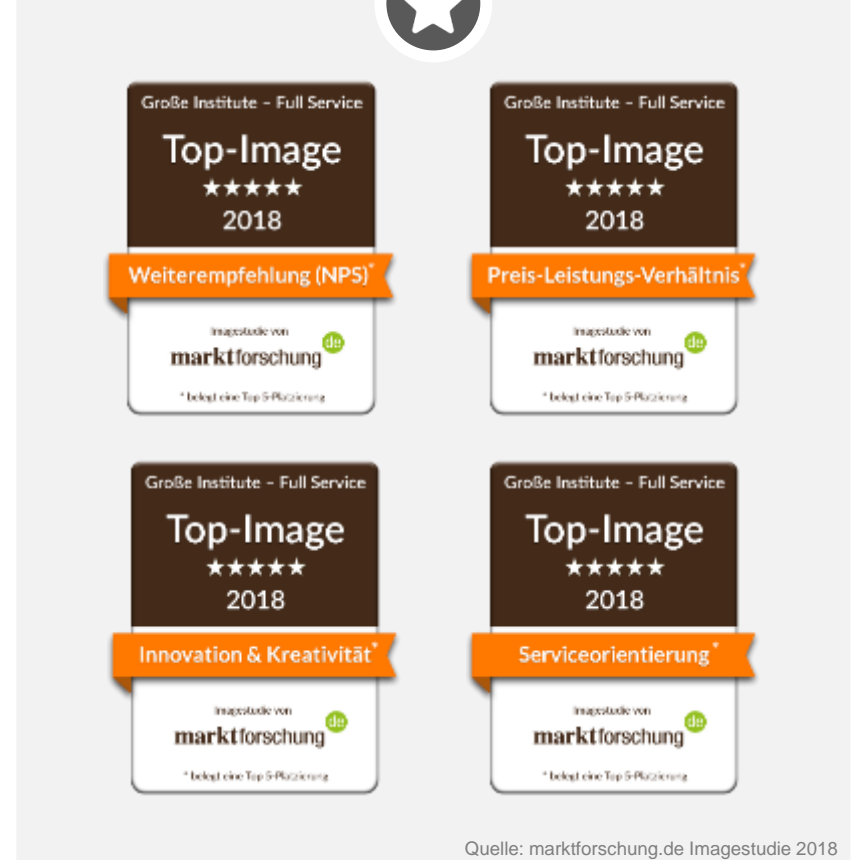 Große Institute – Full Service
Top-Image
★★★★★
2018
Weiterempfehlung (NPS)*
Imagestudie von
marktforschung de
* belegt eine Top 5-Platzierung
Große Institute – Full Service
Top-Image
★★★★★
2018
Preis-Leistungs-Verhältnis*
Imagestudie von
marktforschung de
* belegt eine Top 5-Platzierung
Große Institute – Full Service
Top-Image
★★★★★
2018
Innovation & Kreativität*
Imagestudie von
marktforschung de
* belegt eine Top 5-Platzierung
Große Institute – Full Service
Top-Image
★★★★★
2018
Serviceorientierung*
Imagestudie von
marktforschung de
* belegt eine Top 5-Platzierung
Quelle: marktforschung.de Imagestudie 2018